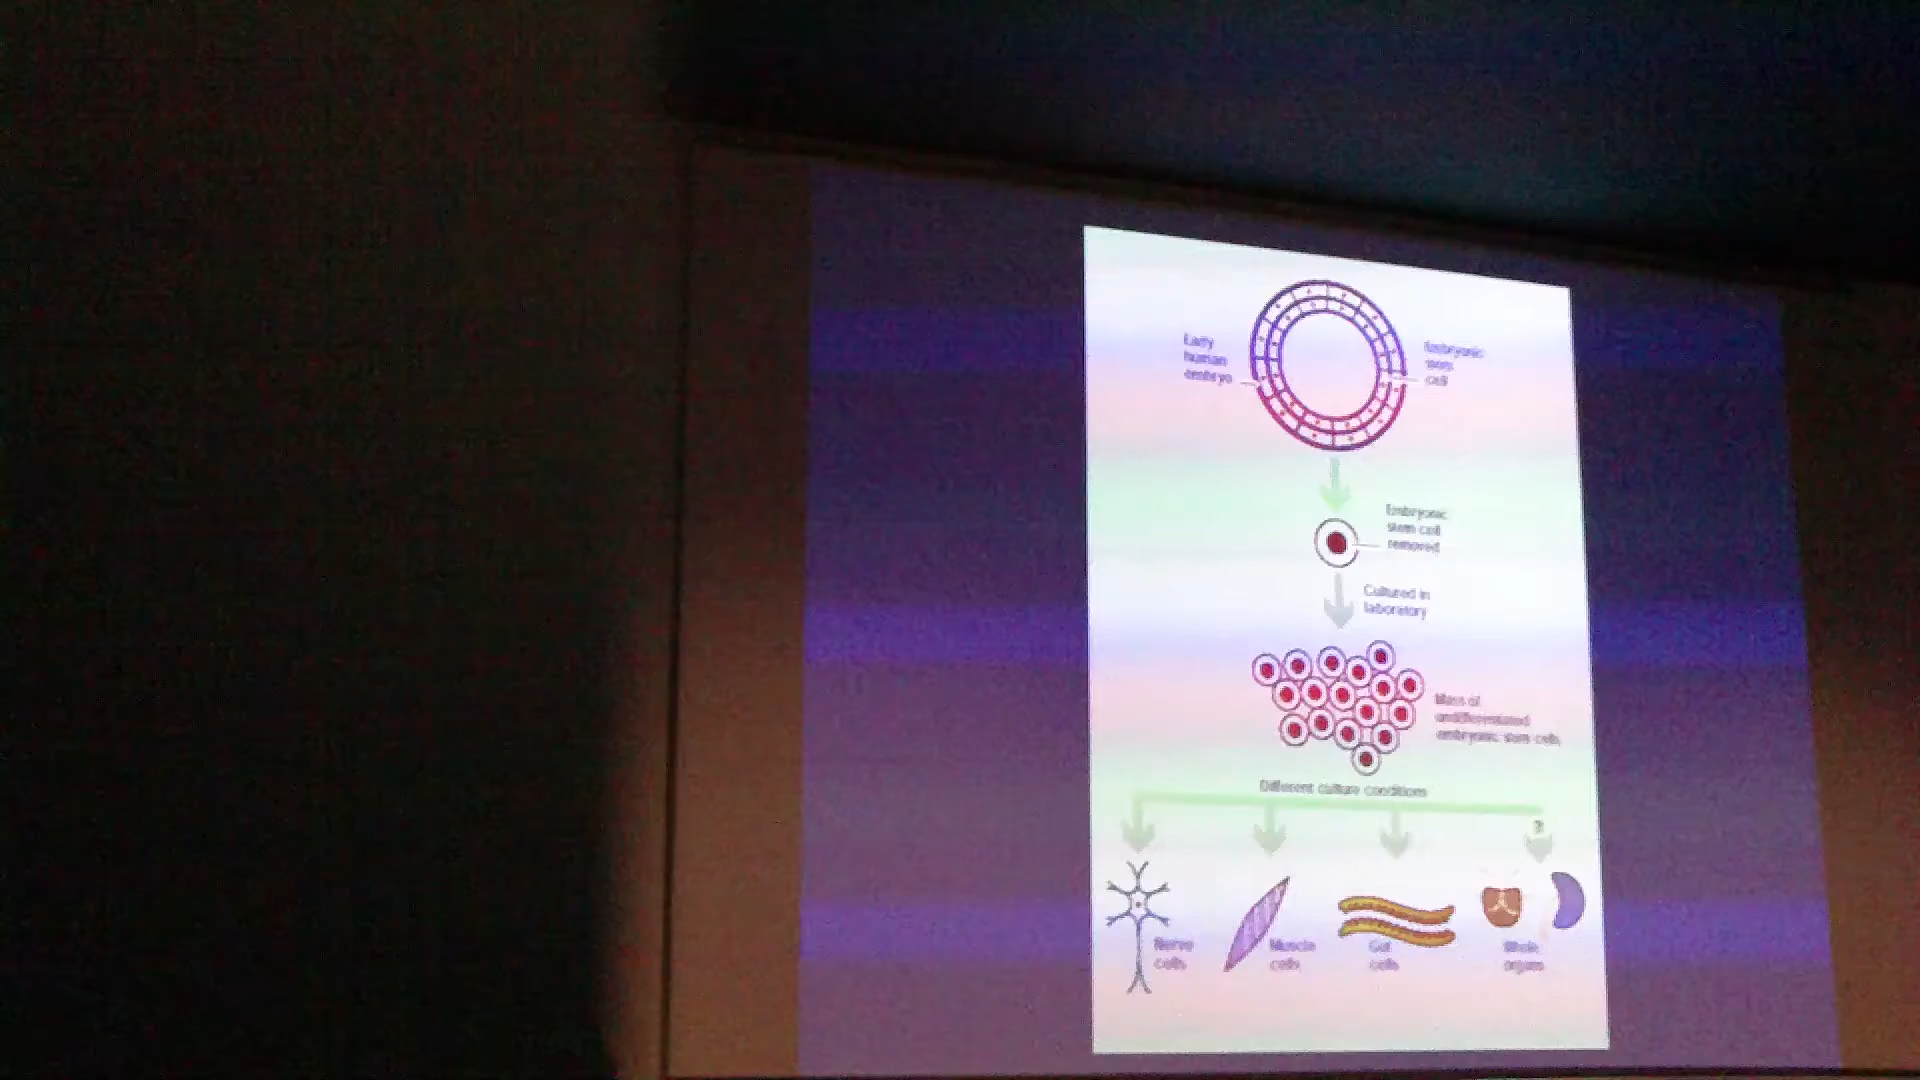 Early
human
embryo
Embryonic
stem
cell
Embryonic
stem cell
removed
Cultured in
laboratory
Mass of
undifferentiated
embryonic stem cells
Different culture conditions
?
Nerve
cells
Muscle
cells
Gut
cells
Whole
organs